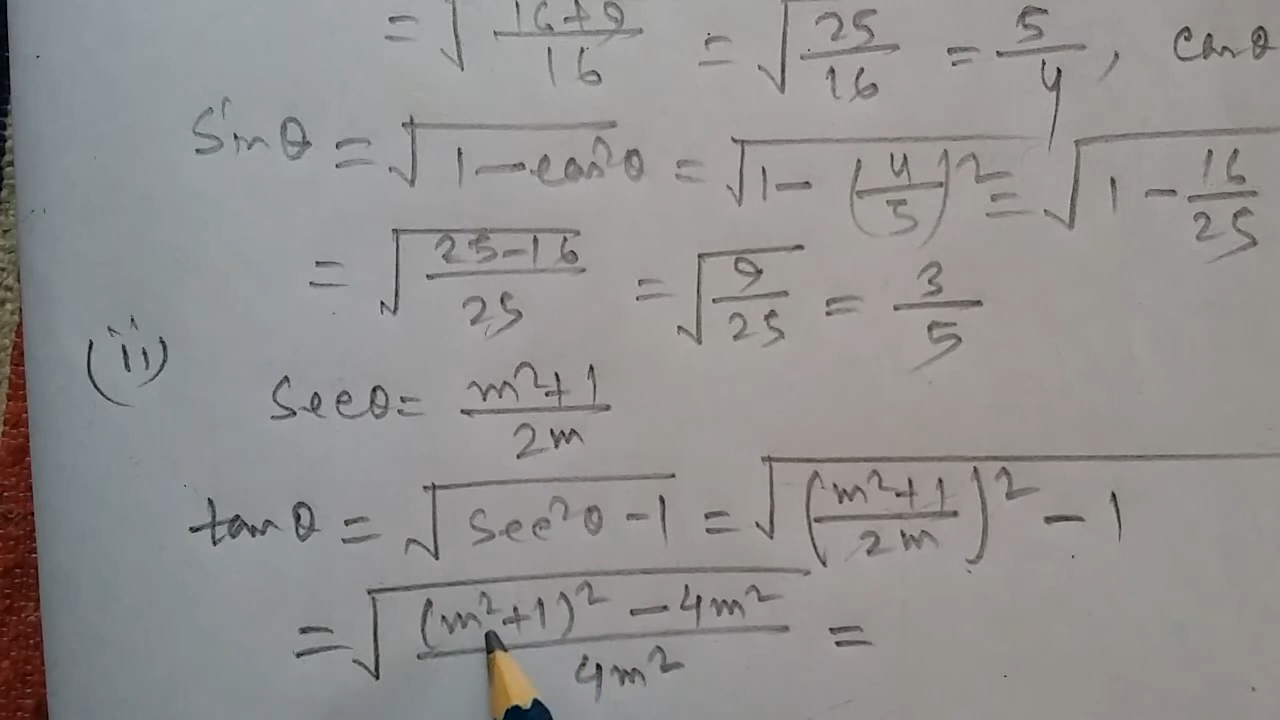 = √(16+9)/16 = √25/16 = 5/4, cosθ
Sinθ = √1-cos²θ = √1-(4/5)² = √1-16/25
= √(25-16)/25 = √9/25 = 3/5
(ii) Secθ = (m²+1)/2m
tanθ = √Sec²θ-1 = √((m²+1)/2m)² - 1
= √((m²+1)² - 4m²)/4m² =